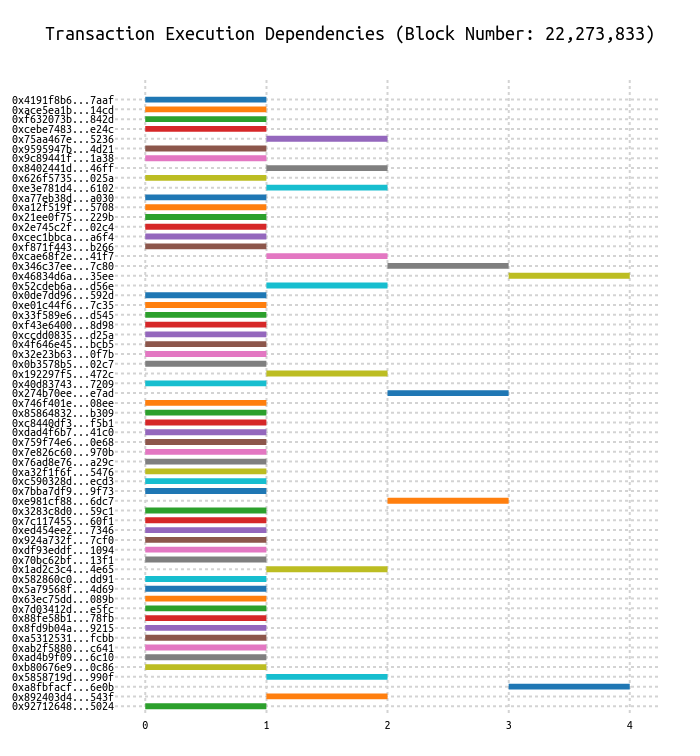 Transaction Execution Dependencies (Block Number: 22,273,833)
0x4191f8b6...7aaf
0xace5ea1b...14cd
0xf632073b...842d
0xcebe7483...e24c
0x75aa467e...5236
0x9595947b...4d21
0x9c89441f...1a38
0x8402441d...46ff
0x626f5735...025a
0xe3e781d4...6102
0xa77eb38d...a030
0xa12f519f...5708
0x21ee0f75...229b
0x2e745c2f...02c4
0xcec1bbca...a6f4
0xf871f443...b266
0xcae68f2e...41f7
0x346c37ee...7c80
0x46834d6a...35ee
0x52cdeb6a...d56e
0x0de7dd96...592d
0xe01c44f6...7c35
0x33f589e6...d545
0xf43e6400...8d98
0xccdd0835...d25a
0x4f646e45...bcb5
0x32e23b63...0f7b
0x0b3578b5...02c7
0x192297f5...472c
0x40d83743...7209
0x274b70ee...e7ad
0x746f401e...08ee
0x85864832...b309
0xc8440df3...f5b1
0xdad4f6b7...41c0
0x759f74e6...0e68
0x7e826c60...970b
0x76ad8e76...a29c
0xa32f1f6f...5476
0xc590328d...ecd3
0x7bba7df9...9f73
0xe981cf88...6dc7
0x3283c8d0...59c1
0x7c117455...60f1
0xed454ee2...7346
0x924a732f...7cf0
0xdf93eddf...1094
0x70bc62bf...13f1
0x1ad2c3c4...4e65
0x582860c0...dd91
0x5a79568f...4d69
0x63ec75dd...089b
0x7d03412d...e5fc
0x88fe58b1...78fb
0x8fd9b04a...9215
0xa5312531...fcbb
0xab2f5880...c641
0xad4b9f09...6c10
0xb80676e9...0c86
0x5858719d...990f
0xa8fbfacf...6e0b
0x892403d4...543f
0x92712648...5024
0 1 2 3 4